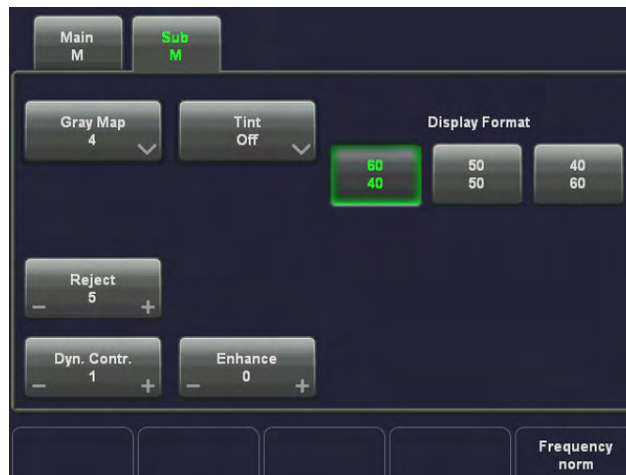 Main
M
Sub
M
Gray Map
4
Tint
Off
Display Format
60
40
50
50
40
60
Reject
5
− +
Dyn. Contr.
1
− +
Enhance
0
− +
Frequency
norm